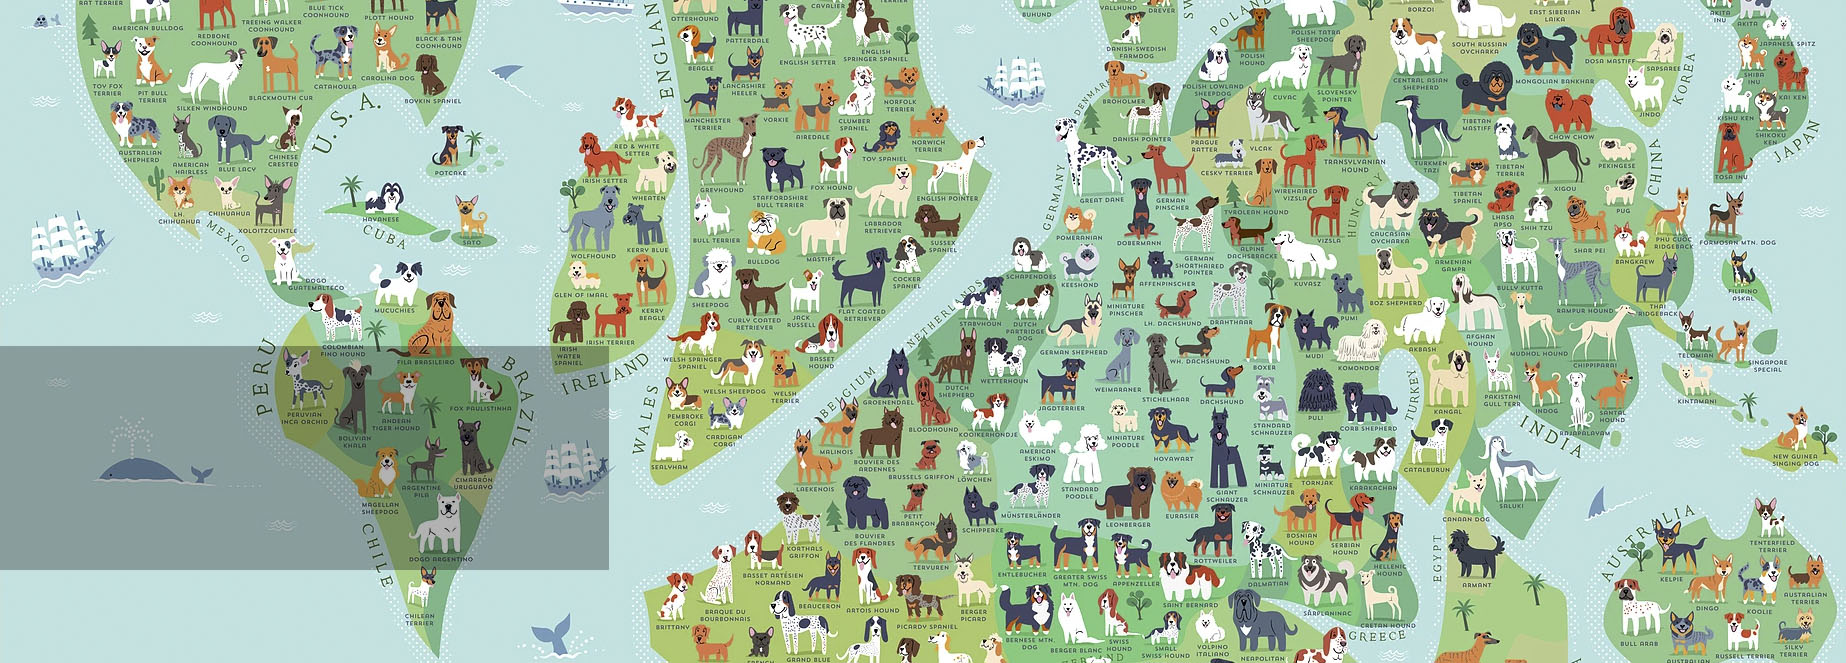 AMERICAN BULLDOG
REDBONE
COONHOUND
TREEING WALKER
COONHOUND
BLUE TICK
COONHOUND
PLOTT HOUND
BLACK & TAN
COONHOUND
TOY FOX
TERRIER
PIT BULL
TERRIER
SILKEN WINDHOUND
BLACKMOUTH CUR
CATAHOULA
CAROLINA DOG
BOYKIN SPANIEL
U.S.A.
AUSTRALIAN
SHEPHERD
AMERICAN
HAIRLESS
BLUE LACY
CHINESE
CRESTED
POTCAKE
LH.
CHIHUAHUA
CHIHUAHUA
XOLOITZCUINTLE
MEXICO
HAVANESE
CUBA
SATO
DOGO
GUATEMALTECO
MUCUCHIES
COLOMBIAN
FINO HOUND
FILA BRASILEIRO
PERU
BRAZIL
PERUVIAN
INCA ORCHID
BOLIVIAN
KHALA
ANDEAN
TIGER HOUND
FOX PAULISTINHA
MAGELLAN
SHEEPDOG
ARGENTINE
PILA
CIMARRÓN
URUGUAYO
DOGO ARGENTINO
CHILE
CHILEAN
TERRIER
ENGLAND
OTTERHOUND
PATTERDALE
CAVALIER
BEAGLE
ENGLISH SETTER
ENGLISH
SPRINGER SPANIEL
LANCASHIRE
HEELER
MANCHESTER
TERRIER
YORKIE
AIREDALE
CLUMBER
SPANIEL
NORFOLK
TERRIER
TOY SPANIEL
NORWICH
TERRIER
GREYHOUND
STAFFORDSHIRE
BULL TERRIER
FOX HOUND
LABRADOR
RETRIEVER
ENGLISH POINTER
BULL TERRIER
BULLDOG
MASTIFF
COCKER
SPANIEL
SUSSEX
SPANIEL
SHEEPDOG
CURLY COATED
RETRIEVER
JACK
RUSSELL
FLAT COATED
RETRIEVER
RED & WHITE
SETTER
IRISH SETTER
WHEATEN
WOLFHOUND
KERRY BLUE
GLEN OF IMAAL
KERRY
BEAGLE
IRISH
WATER
SPANIEL
IRISH TERRIER
IRELAND
WALES
WELSH SPRINGER
WELSH SHEEPDOG
WELSH
TERRIER
BASSET
HOUND
PEMBROKE
CORGI
CARDIGAN
CORGI
SEALYHAM
BUHUND
DREVER
DANISH-SWEDISH
FARMDOG
DENMARK
BROHOLMER
DANISH POINTER
POLAND
POLISH
HOUND
POLISH TATRA
SHEEPDOG
POLISH LOWLAND
SHEEPDOG
CUVAC
SLOVENSKY
POINTER
PRAGUE
RATTER
VLCAK
CESKY TERRIER
TRANSYLVANIAN
HOUND
GERMANY
GREAT DANE
GERMAN
PINSCHER
TYROLEAN HOUND
WIREHAIRED
VIZSLA
VIZSLA
HUNGARY
POMERANIAN
DOBERMANN
GERMAN
SHORTHAIRED
POINTER
ALPINE
DACHSBRACKE
KUVASZ
SCHAPENDOES
KEESHOND
AFFENPINSCHER
MINIATURE
PINSCHER
LH. DACHSHUND
DRAHTHAAR
PUMI
NETHERLANDS
STABYHOUN
DUTCH
PARTRIDGE
DOG
GERMAN SHEPHERD
WEIMARANER
WH. DACHSHUND
BOXER
MUDI
KOMONDOR
BELGIUM
GROENENDAEL
DUTCH
SHEPHERD
WETTERHOUN
JAGDTERRIER
STICHELHAAR
DACHSHUND
STANDARD
SCHNAUZER
PULI
CORB SHEPHERD
BLOODHOUND
KOOIKERHONDJE
MINIATURE
POODLE
HOVAWART
MALINOIS
BOUVIER DES
ARDENNES
BRUSSELS GRIFFON
LÖWCHEN
AMERICAN
ESKIMO
STANDARD
POODLE
GIANT
SCHNAUZER
MINIATURE
SCHNAUZER
TORNJAK
KARAKACHAN
LAEKENOIS
PETIT
BRABANÇON
SCHIPPERKE
MÜNSTERLÄNDER
LEONBERGER
EURASIER
BOSNIAN
HOUND
SERBIAN
HOUND
KORTHALS
GRIFFON
BOUVIER
DES FLANDRES
TERVUREN
ENTLEBUCHER
GREATER SWISS
MTN. DOG
APPENZELLER
ROTTWEILER
DALMATIAN
HELLENIC
HOUND
BASSET ARTÉSIEN
NORMAND
BEAUCERON
ARTOIS HOUND
BERGER
PICARD
SAINT BERNARD
ŠARPLANINAC
CRETAN HOUND
BRITTANY
BRAQUE DU
BOURBONNAIS
PICARDY SPANIEL
BERNESE MTN.
DOG
BERGER BLANC
SWISS
HOUND
SMALL
SWISS HOUND
VOLPINO
ITALIANO
NEAPOLITAN
GREECE
GRAND BLEU
BORZOI
SOUTH RUSSIAN
OVCHARKA
EAST SIBERIAN
LAIKA
CENTRAL ASIAN
SHEPHERD
MONGOLIAN BANKHAR
DOSA MASTIFF
SAPSAREE
JINDO
KOREA
AKITA
INU
AKITA
JAPANESE SPITZ
SHIBA
INU
KAI KEN
KISHU KEN
SHIKOKU
TOSA INU
JAPAN
TIBETAN
MASTIFF
CHOW CHOW
TURKMEN
TIBETAN
TERRIER
XIGOU
PEKINGESE
CHINA
TIBETAN
SPANIEL
LHASA
APSO
SHIH TZU
SHAR PEI
PUG
CAUCASIAN
OVCHARKA
ARMENIAN
GAMPR
BULLY KUTTA
RAMPUR HOUND
BANGKAEW
PHU QUOC
RIDGEBACK
FORMOSAN MTN. DOG
THAI
RIDGEBACK
FILIPINO
ASKAL
BOZ SHEPHERD
AKBASH
AFGHAN
HOUND
MUDHOL HOUND
CHIPPIPARAI
TELOMIAN
SINGAPORE
SPECIAL
TURKEY
KANGAL
PAKISTANI
GULL TERR
INDOG
RAJAPALAYAM
SANTAL
HOUND
KINTAMANI
INDIA
CATALBURUN
NEW GUINEA
SINGING DOG
CANAAN DOG
SALUKI
EGYPT
ARMANT
AUSTRALIA
KELPIE
TENTERFIELD
TERRIER
DINGO
KOOLIE
AUSTRALIAN
TERRIER
BULL ARAB
RUSSELL TERRIER
SILKY
TERRIER